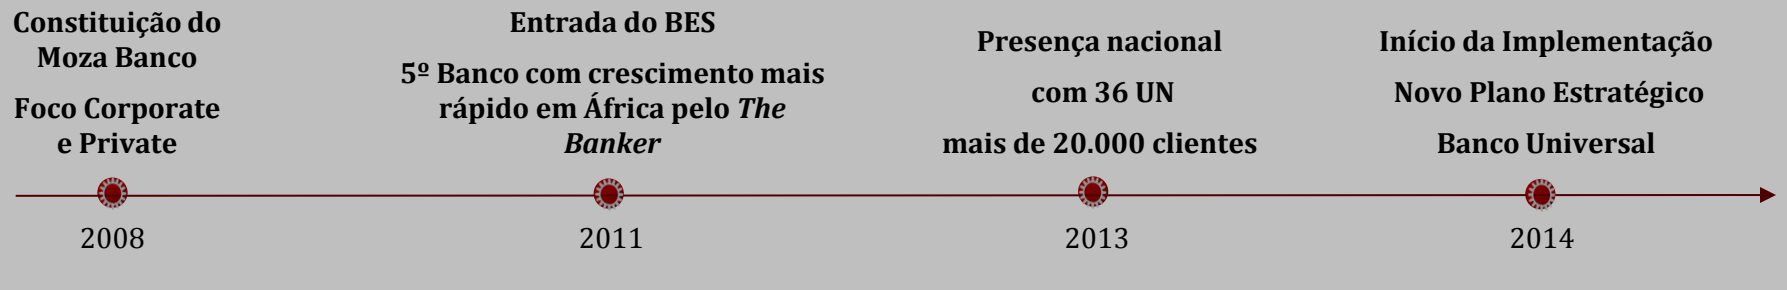 Constituição do
Moza Banco
Foco Corporate
e Private
2008
Entrada do BES
5º Banco com crescimento mais
rápido em África pelo The
Banker
2011
Presença nacional
com 36 UN
mais de 20.000 clientes
2013
Início da Implementação
Novo Plano Estratégico
Banco Universal
2014